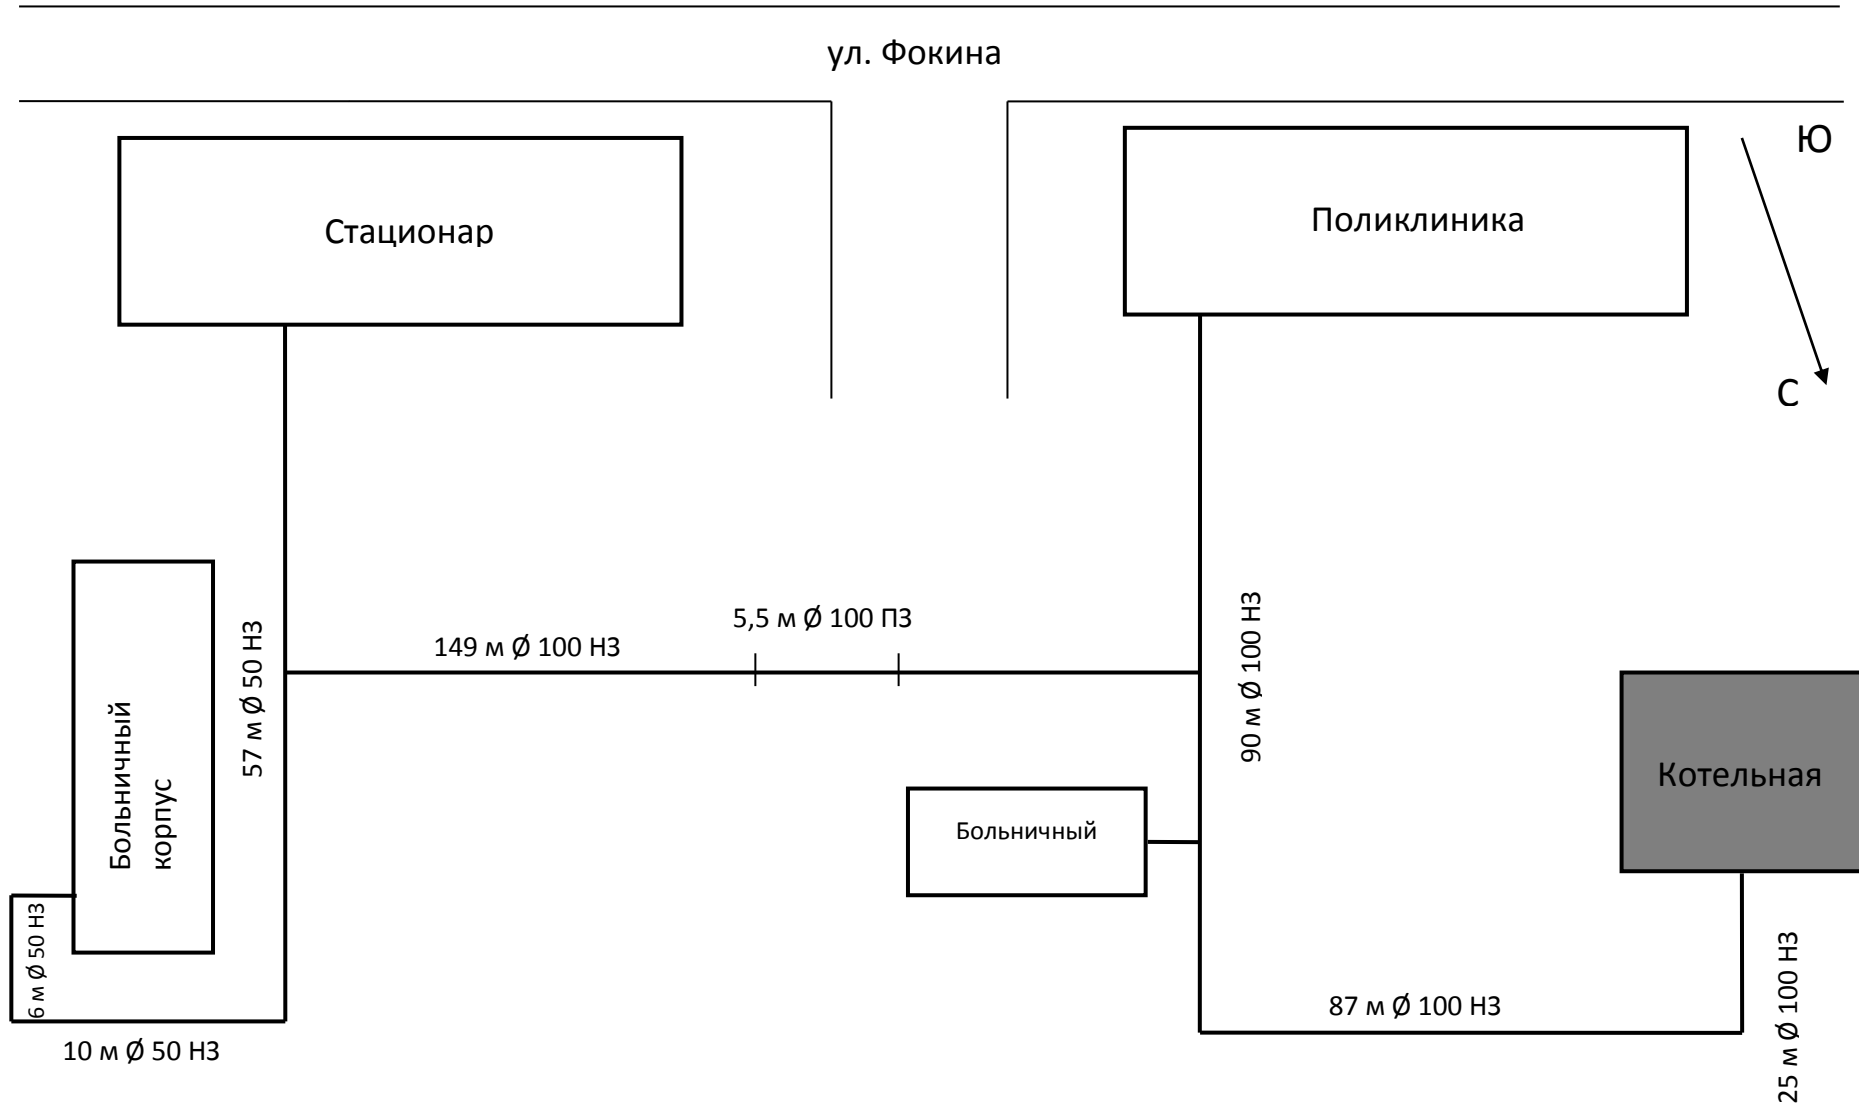 ул. Фокина
Ю
Стационар
Поликлиника
С
5,5 м Ø 100 ПЗ
149 м Ø 100 НЗ
57 м Ø 50 НЗ
90 м Ø 100 НЗ
Больничный
корпус
Больничный
Котельная
6 м Ø 50 НЗ
10 м Ø 50 НЗ
87 м Ø 100 НЗ
25 м Ø 100 НЗ